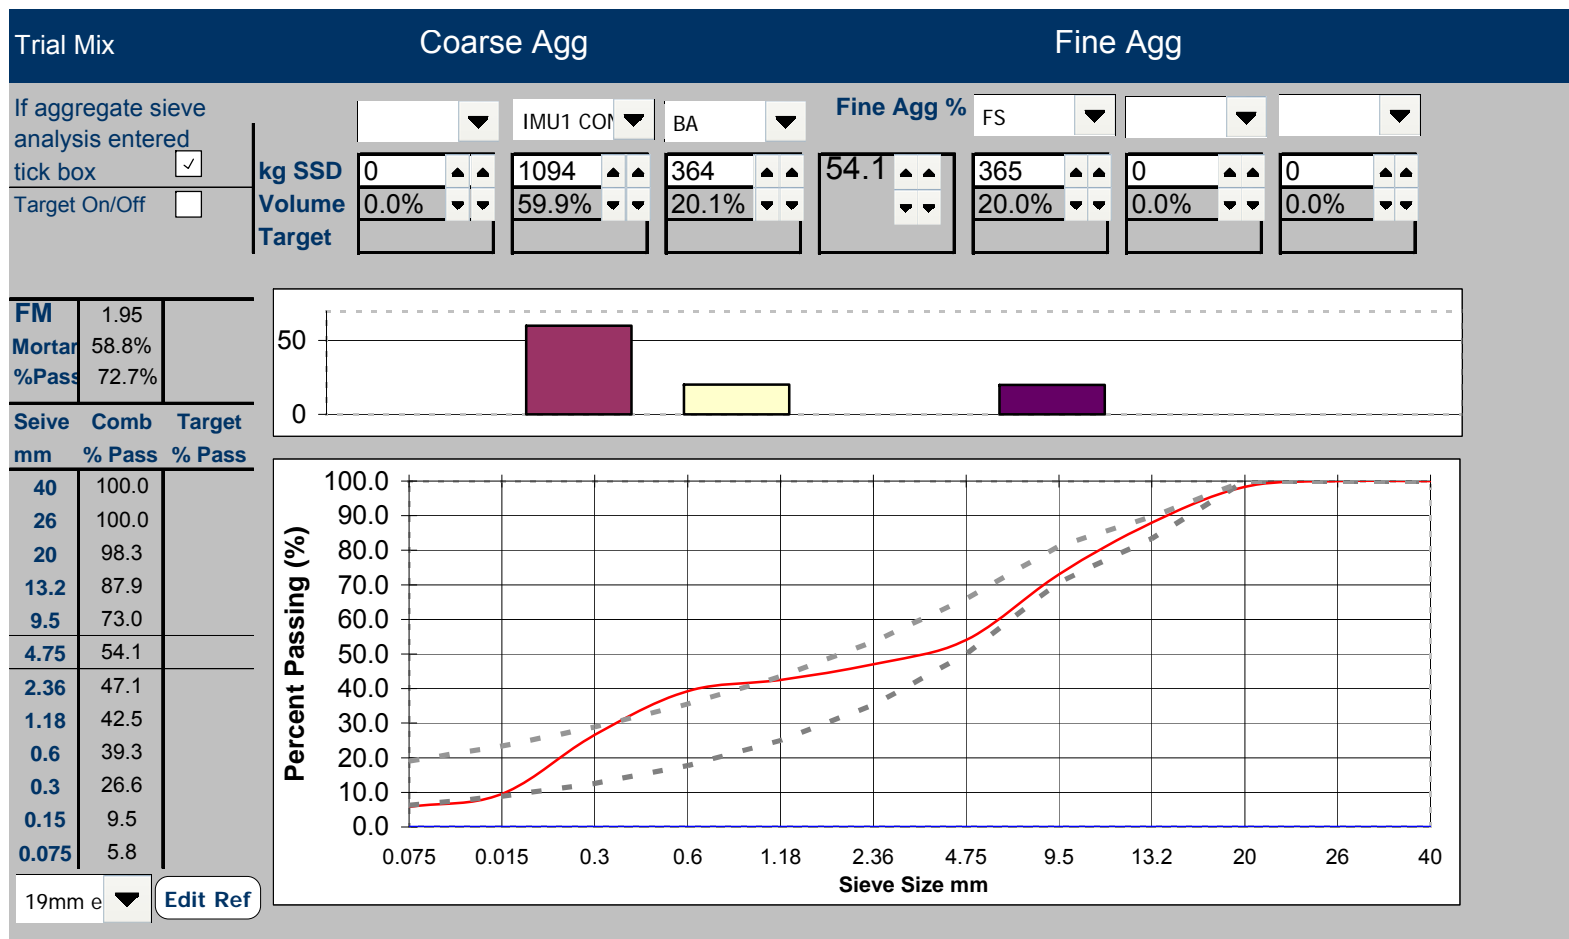 Trial Mix
Coarse Agg
Fine Agg
If aggregate sieve
analysis entered
tick box
Target On/Off
Fine Agg %
IMU1 CON
BA
FS
kg SSD 0 1094 364 54.1 365 0 0
Volume 0.0% 59.9% 20.1% 20.0% 0.0% 0.0%
Target
FM 1.95
Mortar 58.8%
%Pass 72.7%
Seive Comb Target
mm % Pass % Pass
40 100.0
26 100.0
20 98.3
13.2 87.9
9.5 73.0
4.75 54.1
2.36 47.1
1.18 42.5
0.6 39.3
0.3 26.6
0.15 9.5
0.075 5.8
19mm e
Edit Ref
50
0
Percent Passing (%)
100.0
90.0
80.0
70.0
60.0
50.0
40.0
30.0
20.0
10.0
0.0
0.075 0.015 0.3 0.6 1.18 2.36 4.75 9.5 13.2 20 26 40
Sieve Size mm